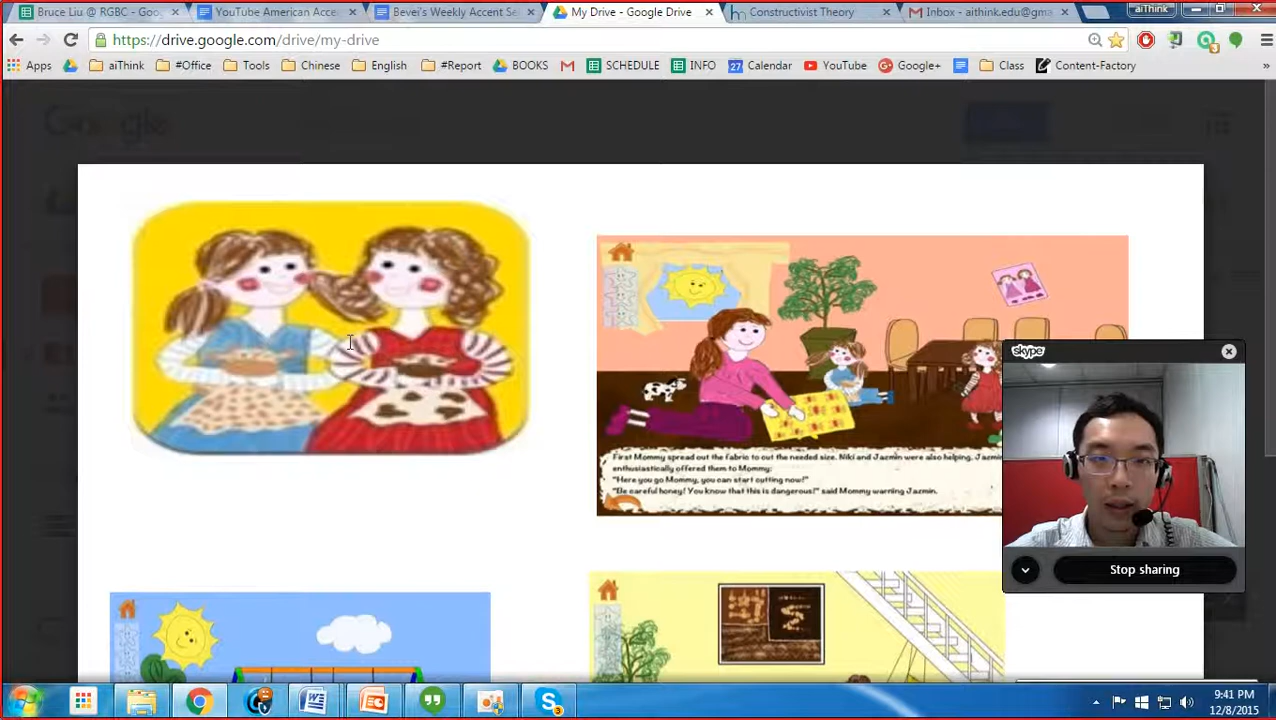 Bruce Liu @ RGBC - Goo
YouTube American Acce
Bevei's Weekly Accent Se
My Drive - Google Drive
Constructivist Theory
Inbox - aithink.edu@gma
aiThink
https://drive.google.com/drive/my-drive
Apps
aiThink
#Office
Tools
Chinese
English
#Report
BOOKS
SCHEDULE
INFO
27
Calendar
YouTube
Google+
Class
Content-Factory
»
Google
First Mommy spread out the fabric to cut the needed size. Niki and Jazmin were also helping. Jazmin
enthusiastically offered them to Mommy:
"Here you go Mommy, you can start cutting now!"
"Be careful honey! You know that this is dangerous!" said Mommy warning Jazmin.
skype
Stop sharing
9:41 PM
12/8/2015